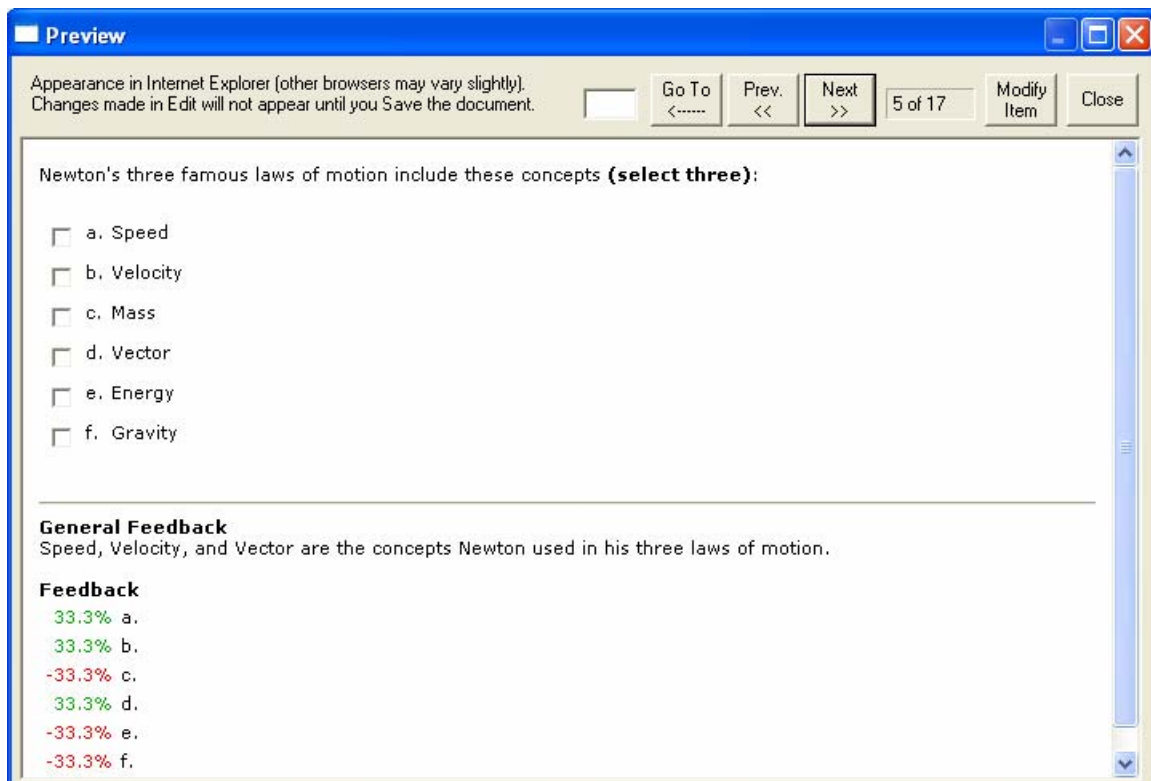 Preview
Appearance in Internet Explorer (other browsers may vary slightly).
Changes made in Edit will not appear until you Save the document.
Go To
<------
Prev.
<<
Next
>>
5 of 17
Modify
Item
Close
Newton's three famous laws of motion include these concepts (select three):
a. Speed
b. Velocity
c. Mass
d. Vector
e. Energy
f. Gravity
General Feedback
Speed, Velocity, and Vector are the concepts Newton used in his three laws of motion.
Feedback
33.3% a.
33.3% b.
-33.3% c.
33.3% d.
-33.3% e.
-33.3% f.